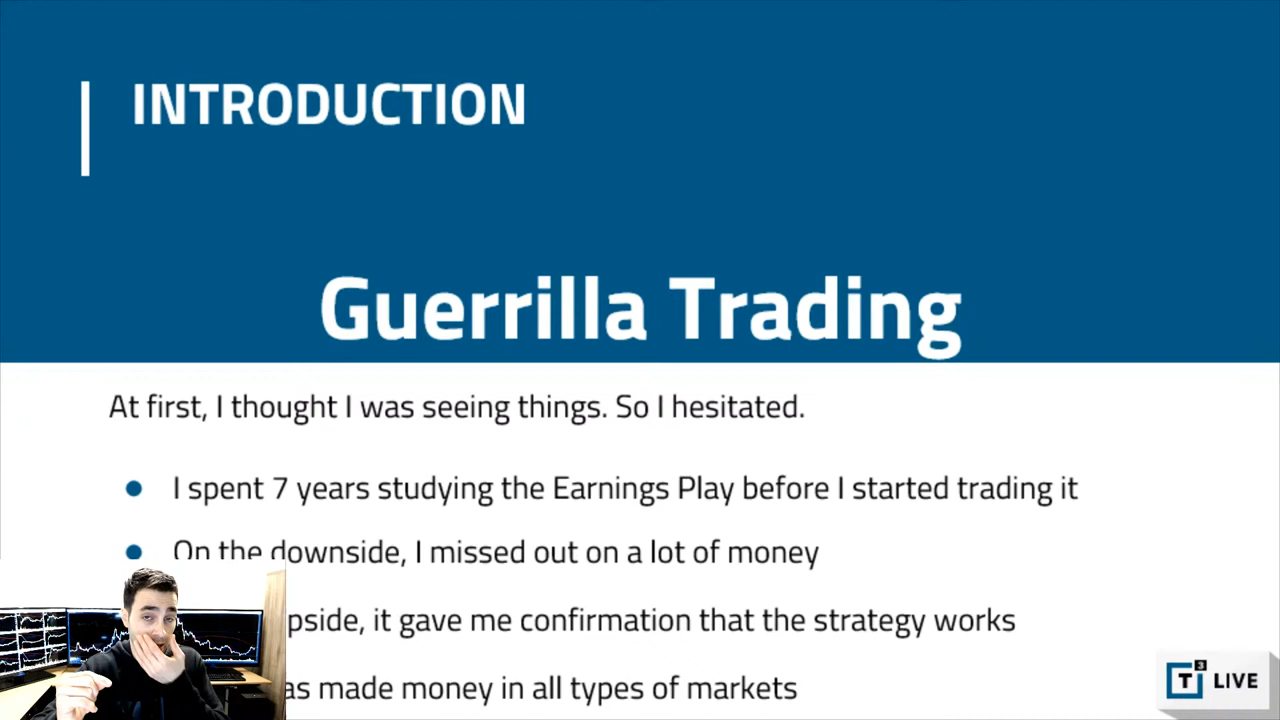 INTRODUCTION
Guerrilla Trading
At first, I thought I was seeing things. So I hesitated.
● I spent 7 years studying the Earnings Play before I started trading it
● On the downside, I missed out on a lot of money
pside, it gave me confirmation that the strategy works
as made money in all types of markets
T3 LIVE